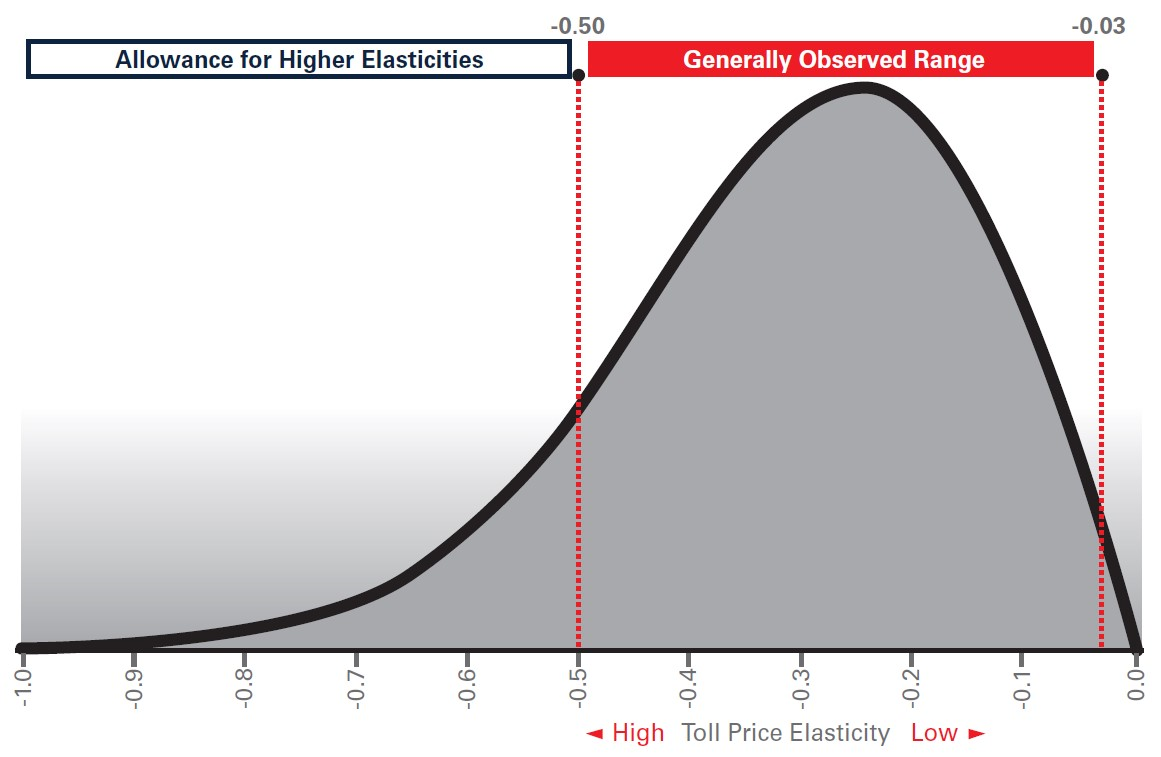 -0.50 -0.03
Allowance for Higher Elasticities Generally Observed Range
-1.0 -0.9 -0.8 -0.7 -0.6 -0.5 -0.4 -0.3 -0.2 -0.1 0.0
◄ High Toll Price Elasticity Low ►